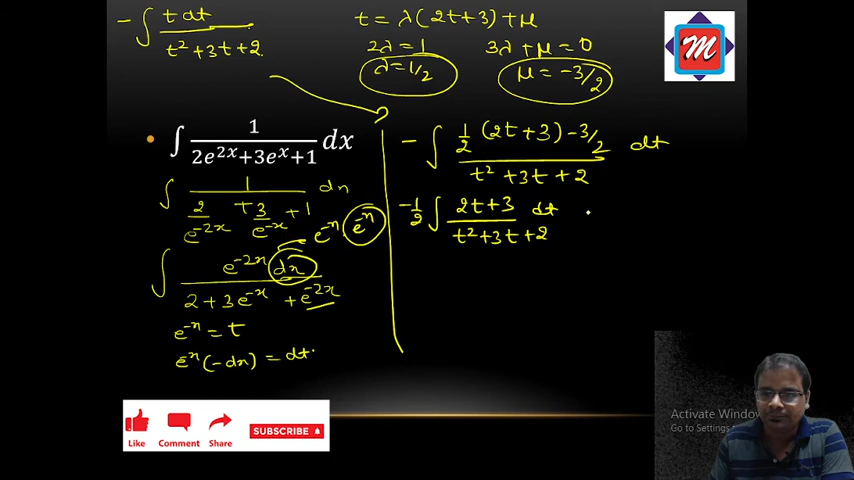 - ∫ t dt / t² + 3t + 2
t = λ(2t+3) + μ
2λ = 1 3λ + μ = 0
λ = 1/2 μ = -3/2
M
• ∫ 1 / 2e^{2x}+3e^x+1 dx
∫ 1 / 2/e^{-2x} + 3/e^{-x} + 1 dx
e^{-x} e^{-x}
∫ e^{-2x} dx / 2 + 3e^{-x} + e^{-2x}
e^{-x} = t
e^{-x}(-dx) = dt
- ∫ 1/2 (2t+3) - 3/2 / t² + 3t + 2 dt
-1/2 ∫ 2t+3 / t²+3t+2 dt
Like Comment Share SUBSCRIBE
Activate Window
Go to Settings